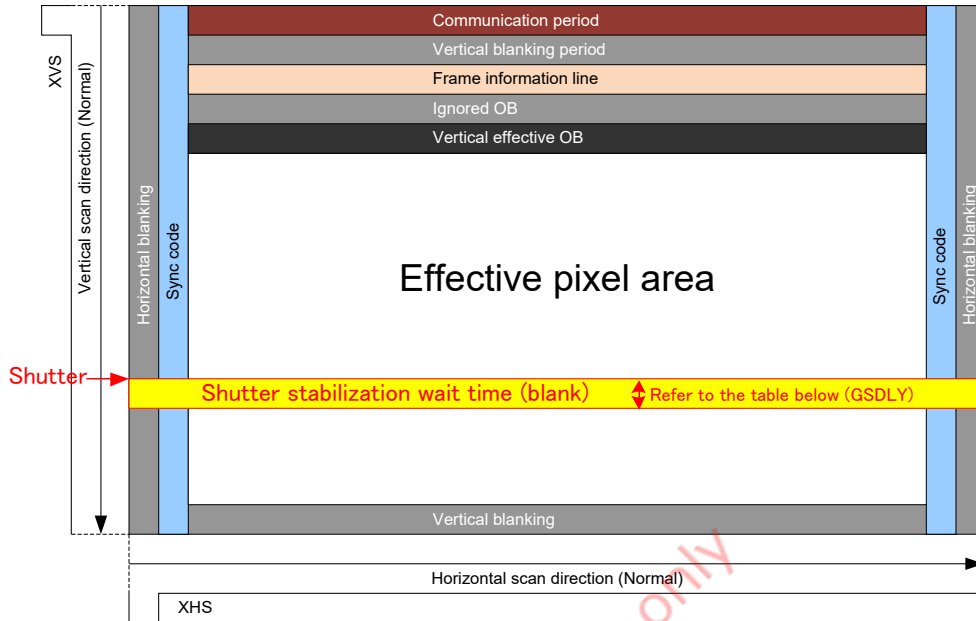 Communication period
Vertical blanking period
Frame information line
Ignored OB
Vertical effective OB
XVS
Vertical scan direction (Normal)
Horizontal blanking
Sync code
Effective pixel area
Sync code
Horizontal blanking
Shutter
Shutter stabilization wait time (blank)
Refer to the table below (GSDLY)
Vertical blanking
only
Horizontal scan direction (Normal)
XHS